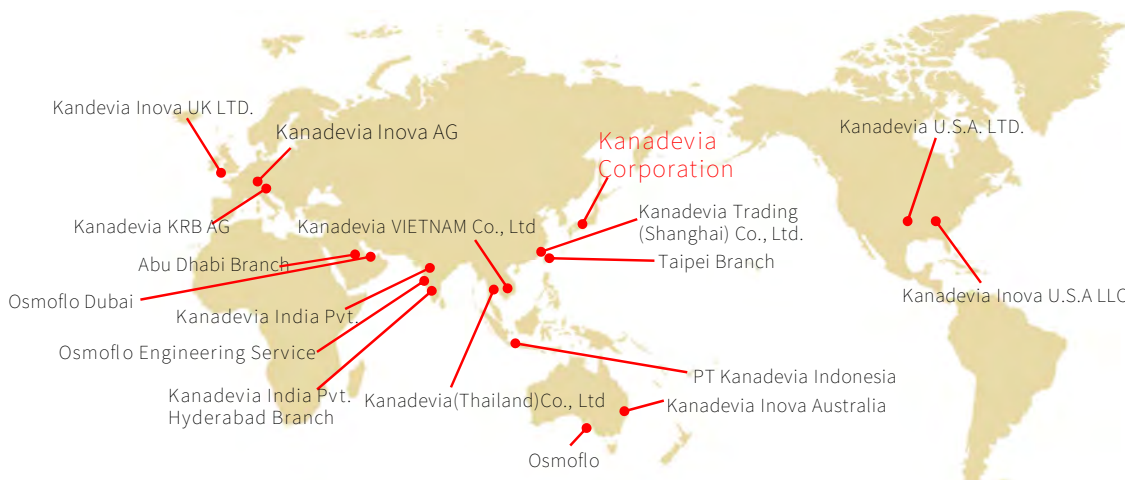 Kandevia Inova UK LTD.
Kanadevia Inova AG
Kanadevia
Corporation
Kanadevia U.S.A. LTD.
Kanadevia KRB AG
Kanadevia VIETNAM Co., Ltd
Kanadevia Trading
(Shanghai) Co., Ltd.
Abu Dhabi Branch
Taipei Branch
Osmoflo Dubai
Kanadevia Inova U.S.A LLC
Kanadevia India Pvt.
Osmoflo Engineering Service
PT Kanadevia Indonesia
Kanadevia India Pvt.
Hyderabad Branch
Kanadevia(Thailand)Co., Ltd
Kanadevia Inova Australia
Osmoflo